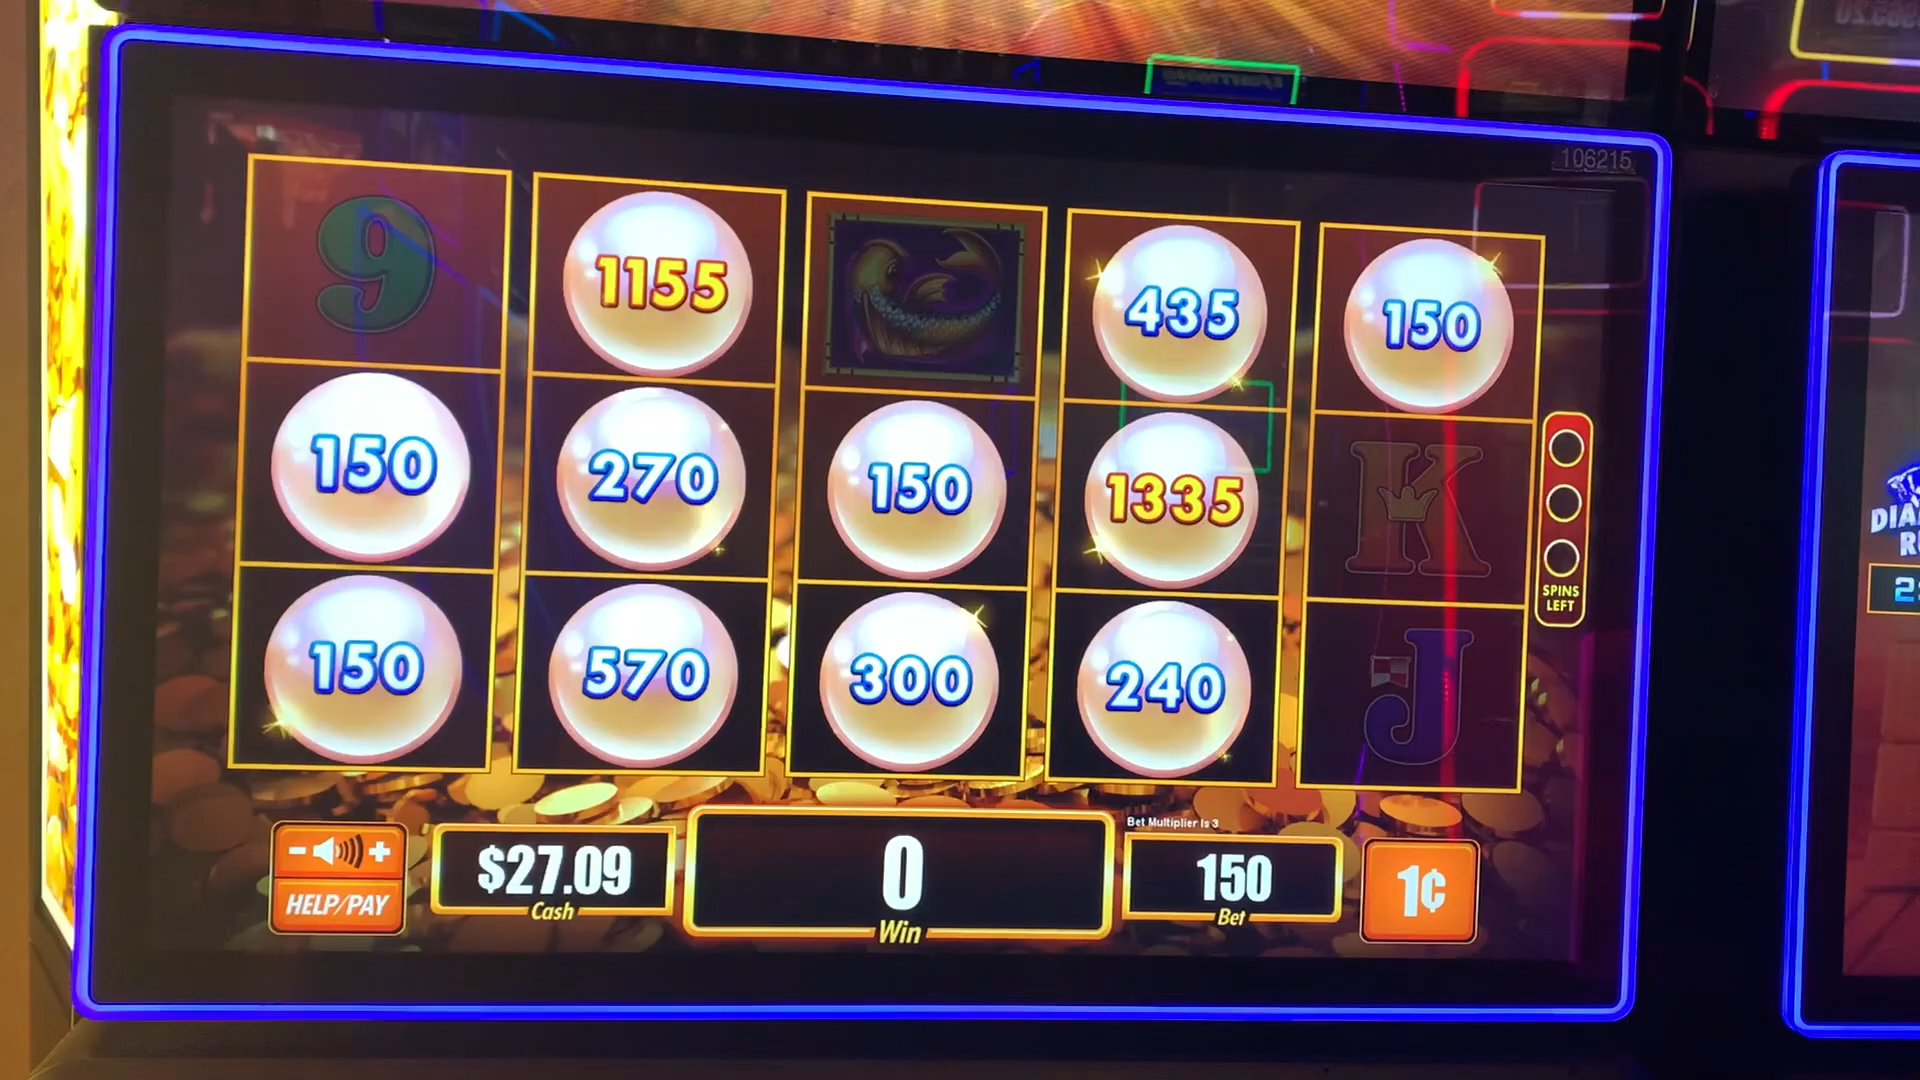 106215
9
1155
435
150
150
270
150
1335
K
SPINS
LEFT
150
570
300
240
J
Bet Multiplier Is 3
- +
HELP/PAY
$27.09
Cash
0
Win
150
Bet
1¢